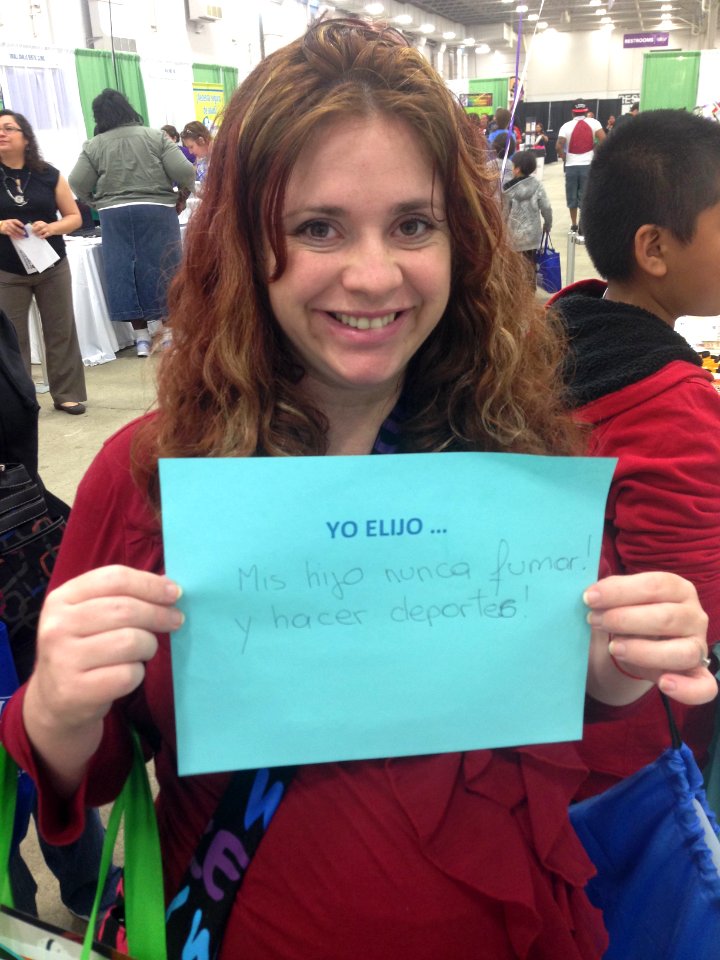 RESTROOMS
YO ELIJO ...
Mis hijo nunca fumar!
y hacer deportes!